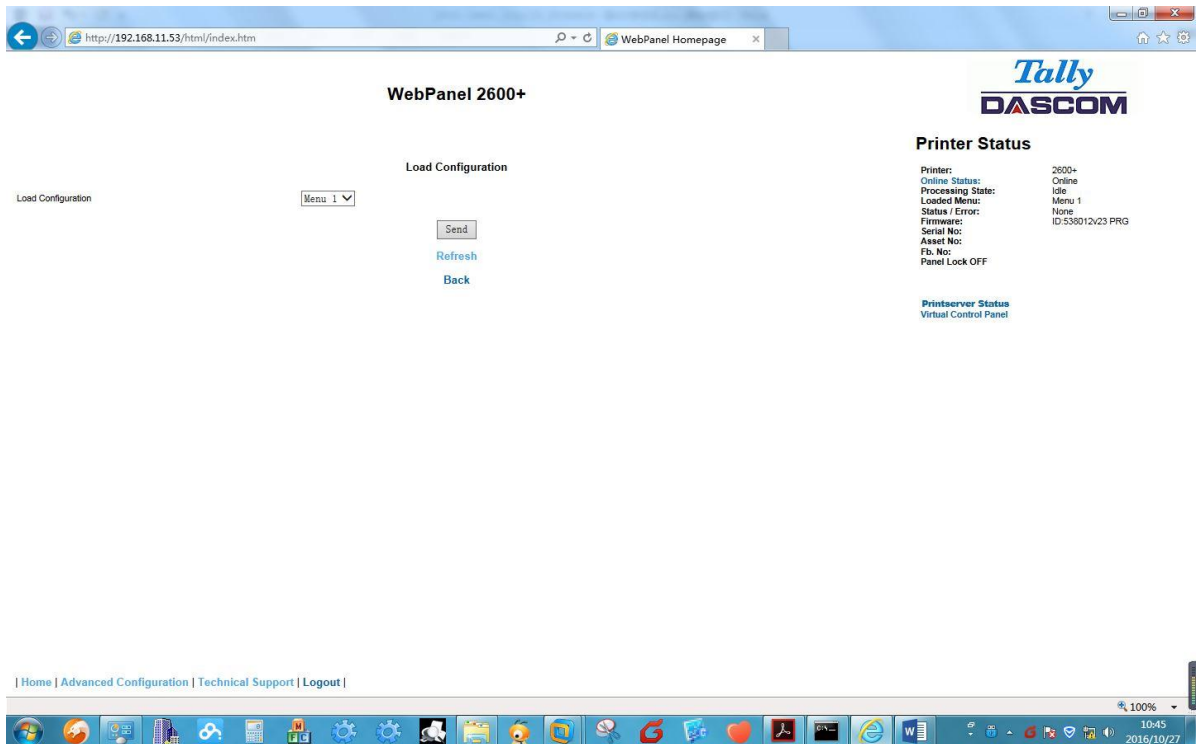 http://192.168.11.53/html/index.htm
WebPanel Homepage
Tally
DASCOM
WebPanel 2600+
Printer Status
Load Configuration
Printer: 2600+
Online Status: Online
Processing State: Idle
Loaded Menu: Menu 1
Status / Error: None
Firmware: ID:538012v23 PRG
Serial No:
Asset No:
Fb. No:
Panel Lock OFF
Load Configuration Menu 1
Send
Refresh
Back
Printserver Status
Virtual Control Panel
| Home | Advanced Configuration | Technical Support | Logout |
100%
10:45
2016/10/27